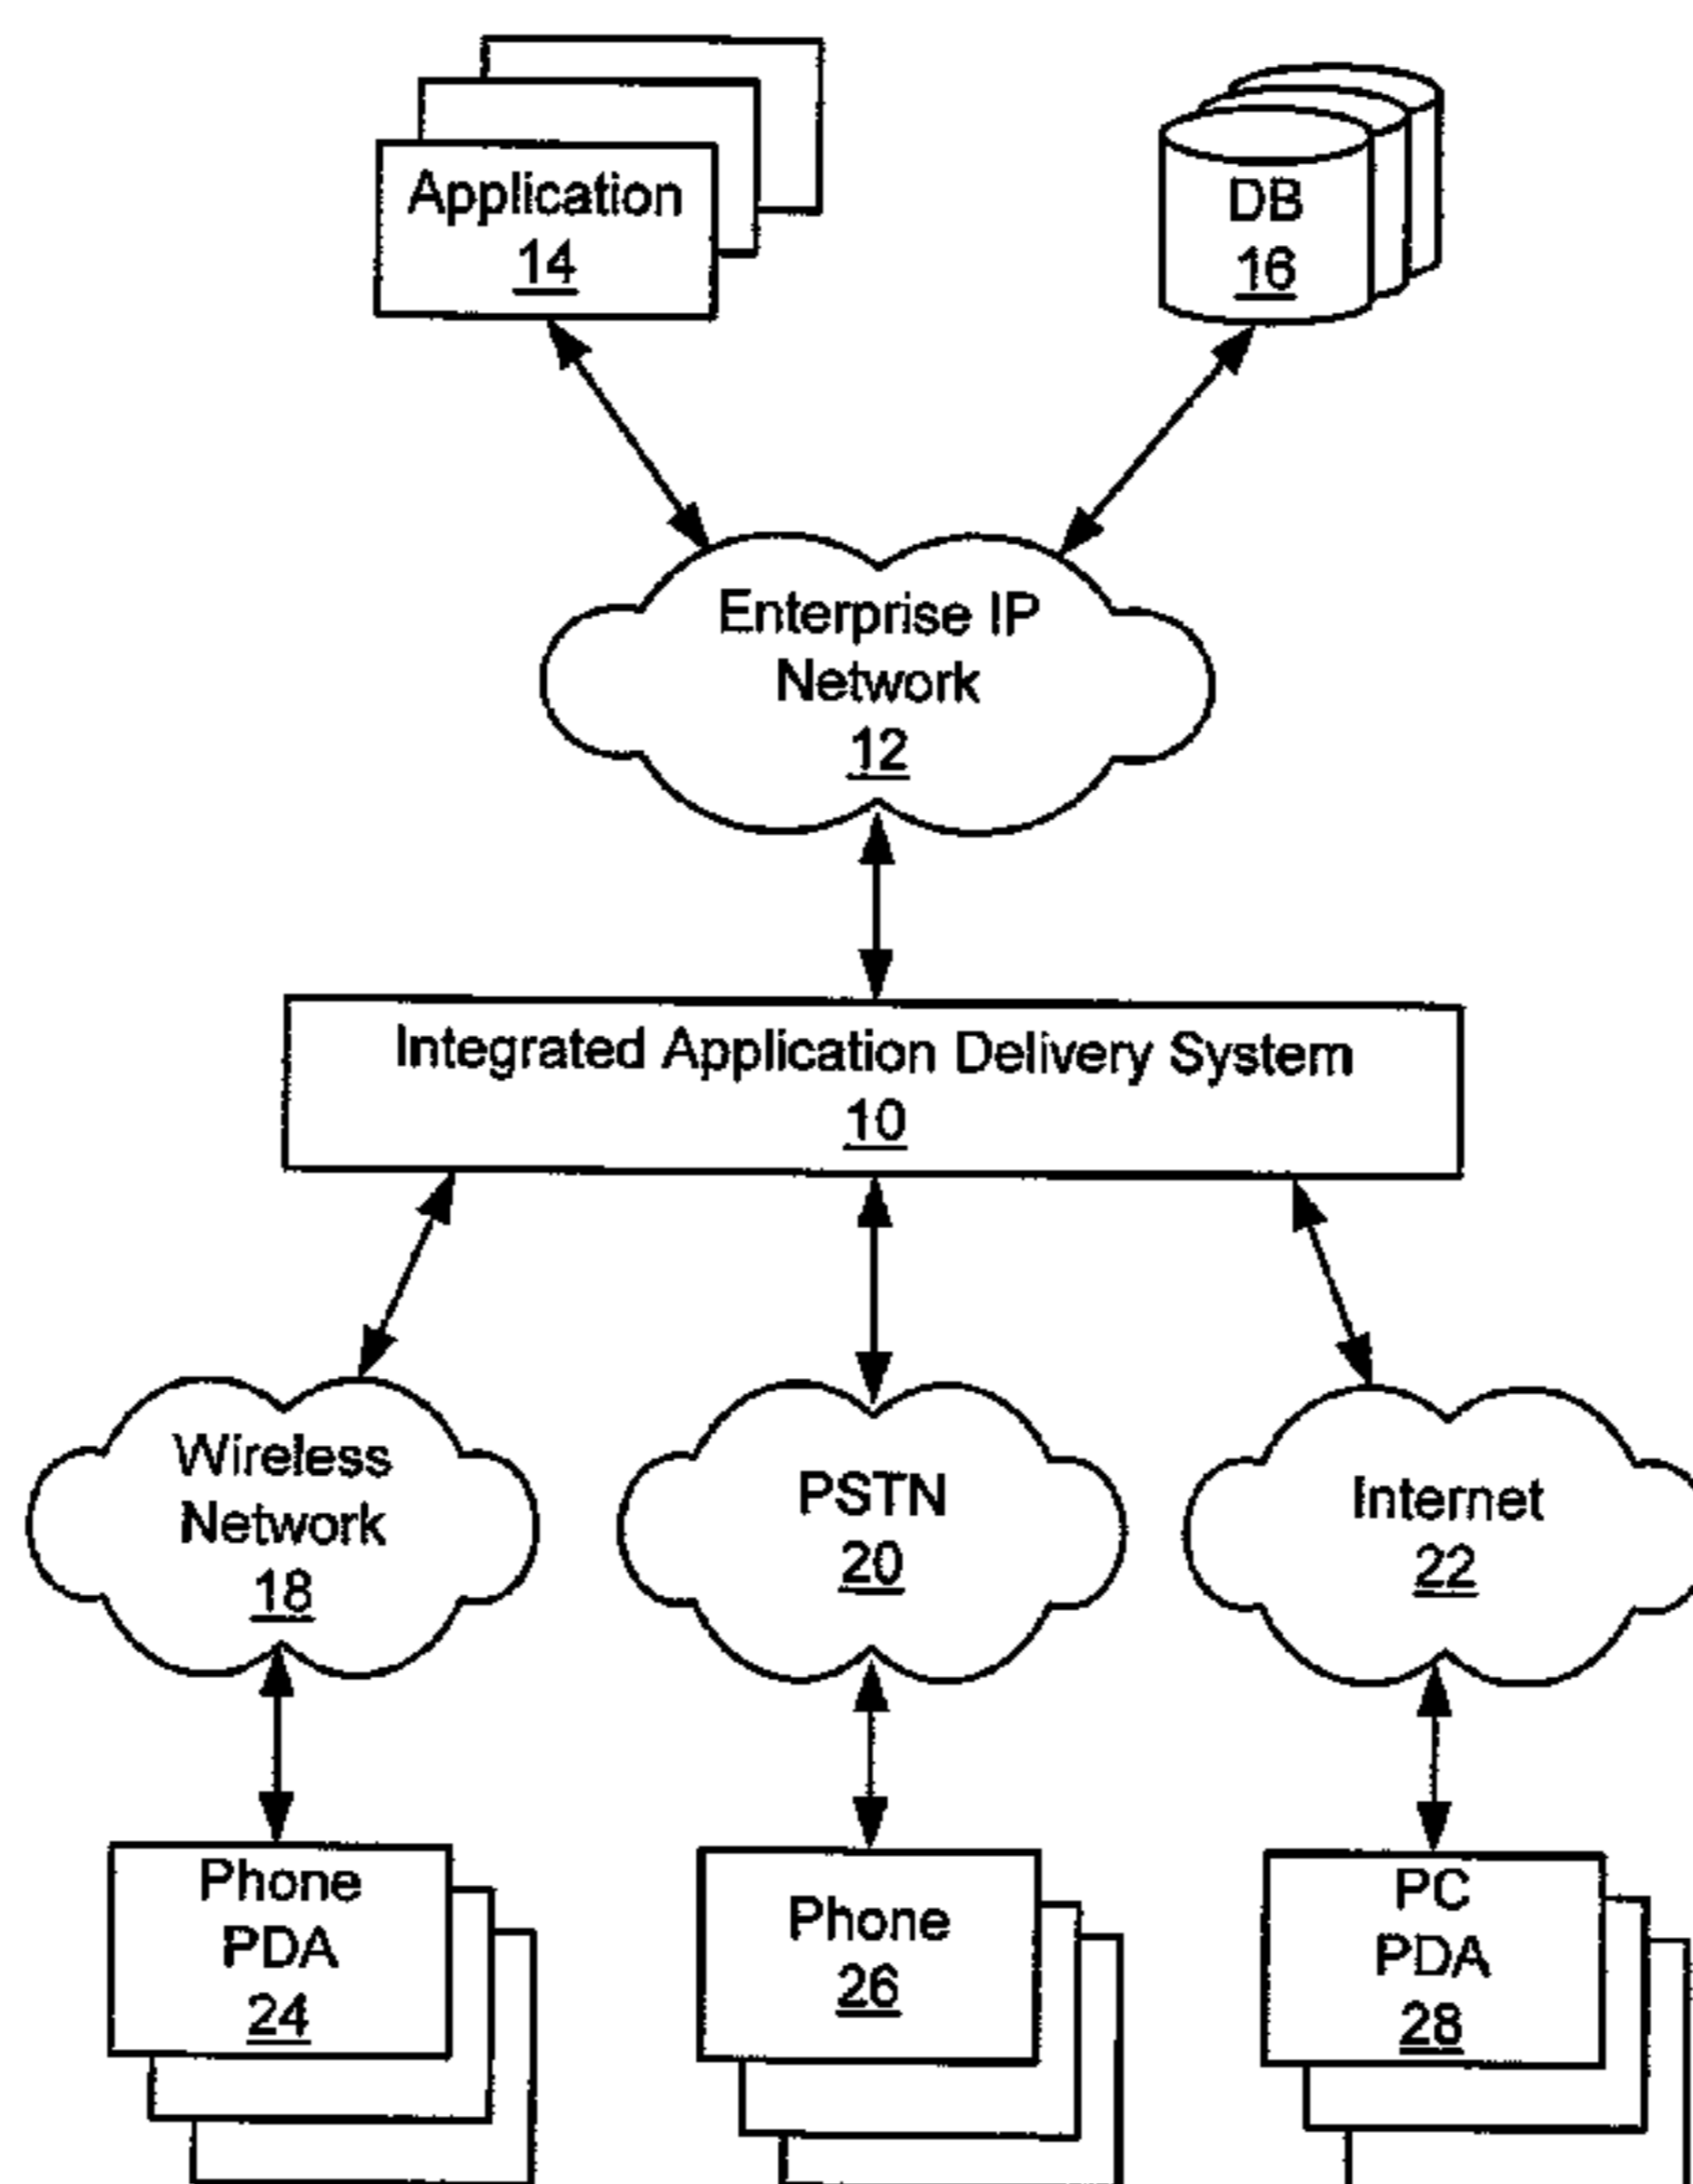 Application
14
DB
16
Enterprise IP
Network
12
Integrated Application Delivery System
10
Wireless
Network
18
PSTN
20
Internet
22
Phone
PDA
24
Phone
26
PC
PDA
28